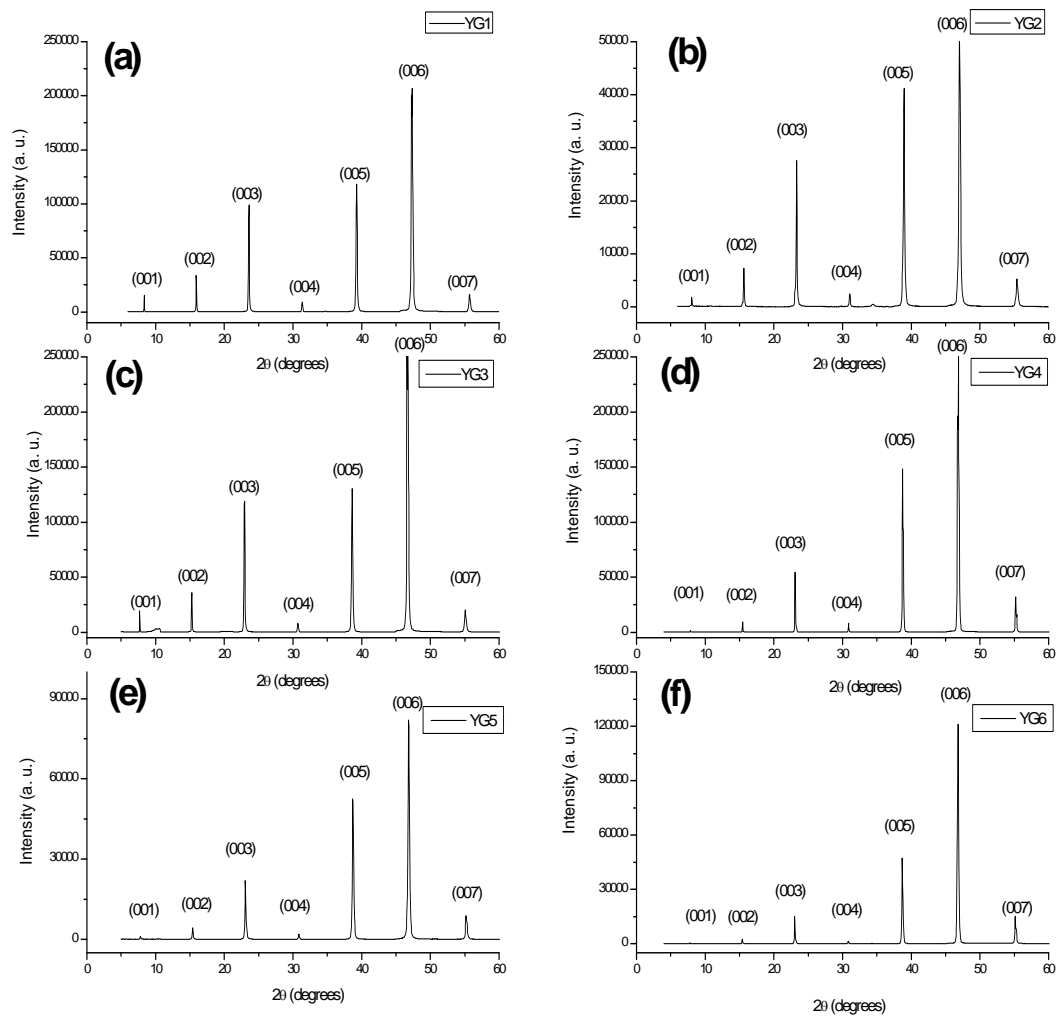 YG1
(a)
250000
200000
150000
100000
50000
0
Intensity (a. u.)
(001)
(002)
(003)
(004)
(005)
(006)
(007)
0 10 20 30 40 50 60
2θ (degrees)
YG2
(b)
50000
40000
30000
20000
10000
0
Intensity (a. u.)
(001)
(002)
(003)
(004)
(005)
(006)
(007)
0 10 20 30 40 50 60
2θ (degrees)
YG3
(c)
250000
200000
150000
100000
50000
0
Intensity (a. u.)
(001)
(002)
(003)
(004)
(005)
(006)
(007)
0 10 20 30 40 50 60
2θ (degrees)
YG4
(d)
250000
200000
150000
100000
50000
0
Intensity (a. u.)
(001)
(002)
(003)
(004)
(005)
(006)
(007)
0 10 20 30 40 50 60
2θ (degrees)
YG5
(e)
90000
60000
30000
0
Intensity (a. u.)
(001)
(002)
(003)
(004)
(005)
(006)
(007)
0 10 20 30 40 50 60
2θ (degrees)
YG6
(f)
150000
120000
90000
60000
30000
0
Intensity (a. u.)
(001)
(002)
(003)
(004)
(005)
(006)
(007)
0 10 20 30 40 50 60
2θ (degrees)